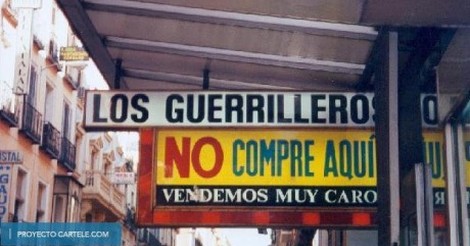 LOS GUERRILLEROS
NO COMPRE AQUÍ
VENDEMOS MUY CARO
PROYECTO CARTELE.COM